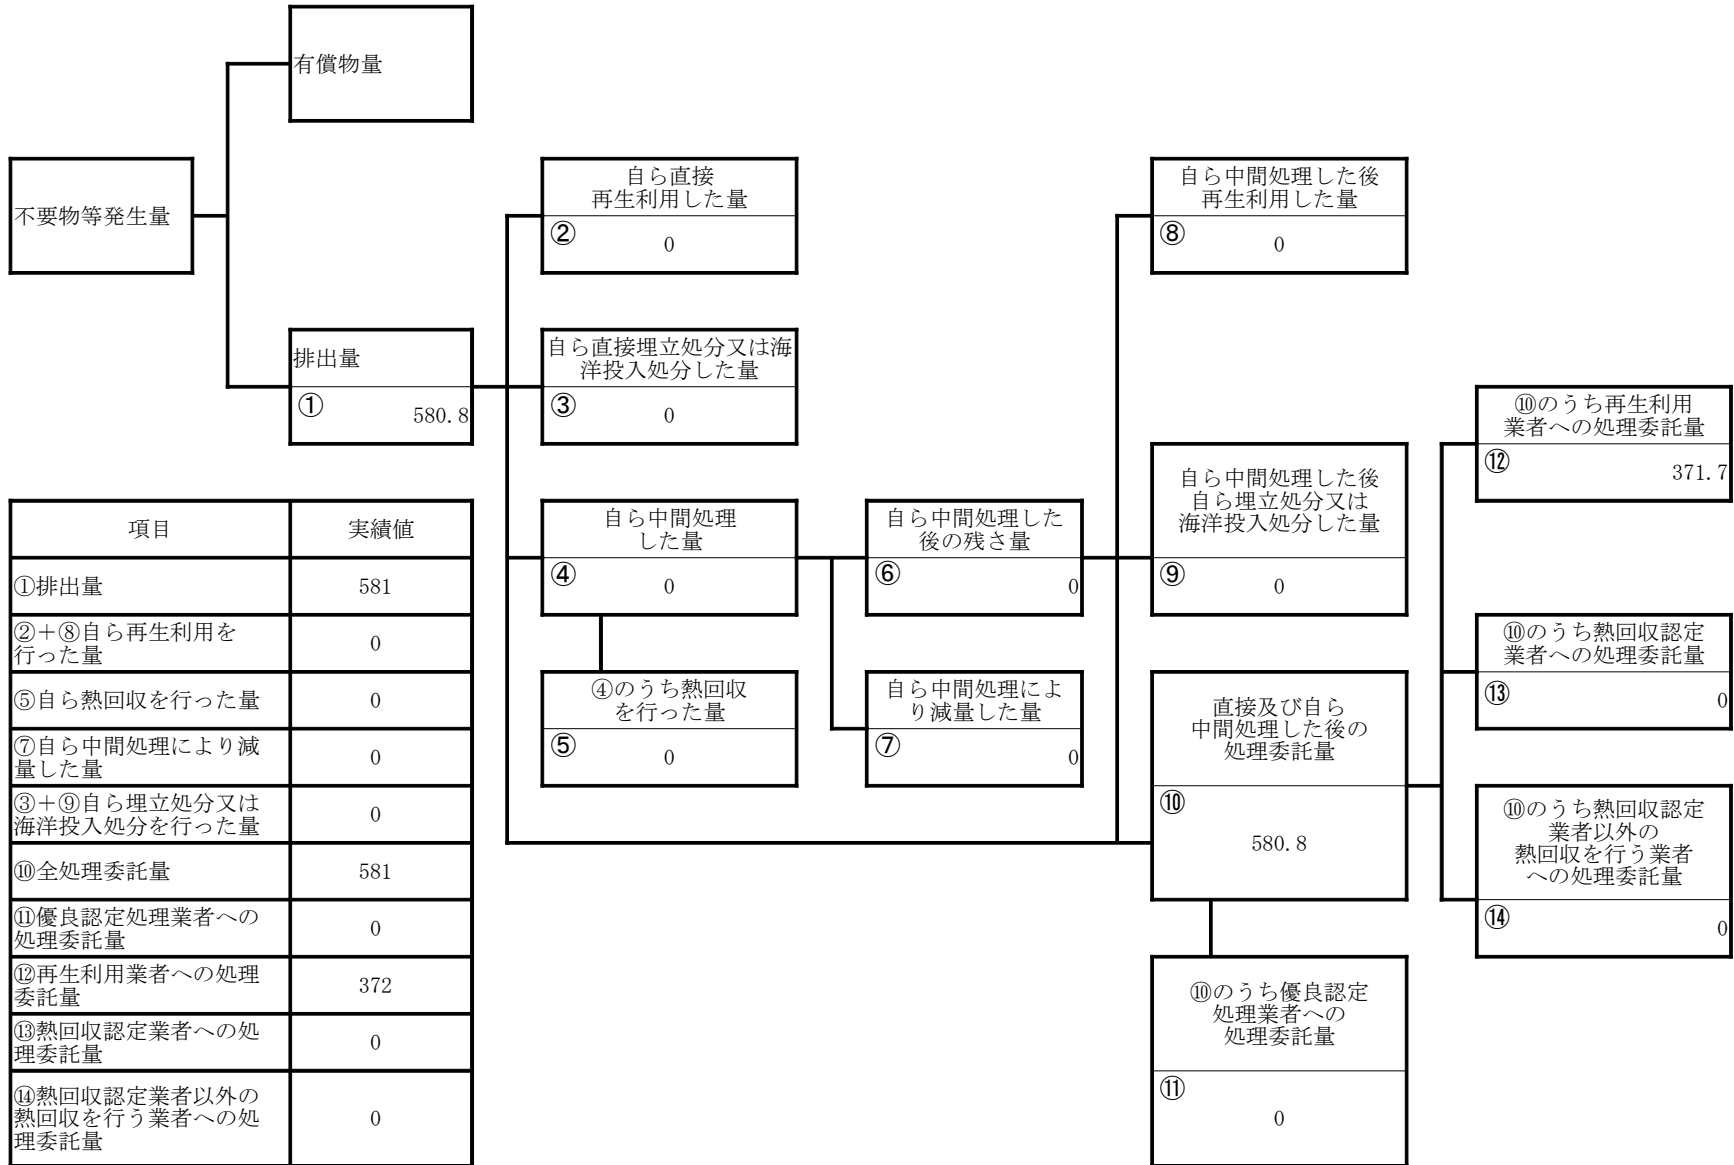 有償物量
不要物等発生量
排出量
①
580.8
自ら直接
再生利用した量
②
0
自ら直接埋立処分又は海
洋投入処分した量
③
0
自ら中間処理
した量
④
0
④のうち熱回収
を行った量
⑤
0
自ら中間処理した
後の残さ量
⑥
0
自ら中間処理によ
り減量した量
⑦
0
自ら中間処理した後
再生利用した量
⑧
0
自ら中間処理した後
自ら埋立処分又は
海洋投入処分した量
⑨
0
直接及び自ら
中間処理した後の
処理委託量
⑩
580.8
⑩のうち優良認定
処理業者への
処理委託量
⑪
0
⑩のうち再生利用
業者への処理委託量
⑫
371.7
⑩のうち熱回収認定
業者への処理委託量
⑬
0
⑩のうち熱回収認定
業者以外の
熱回収を行う業者
への処理委託量
⑭
0
項目 実績値
①排出量 581
②+⑧自ら再生利用を
行った量 0
⑤自ら熱回収を行った量 0
⑦自ら中間処理により減
量した量 0
③+⑨自ら埋立処分又は
海洋投入処分を行った量 0
⑩全処理委託量 581
⑪優良認定処理業者への
処理委託量 0
⑫再生利用業者への処理
委託量 372
⑬熱回収認定業者への処
理委託量 0
⑭熱回収認定業者以外の
熱回収を行う業者への処
理委託量 0